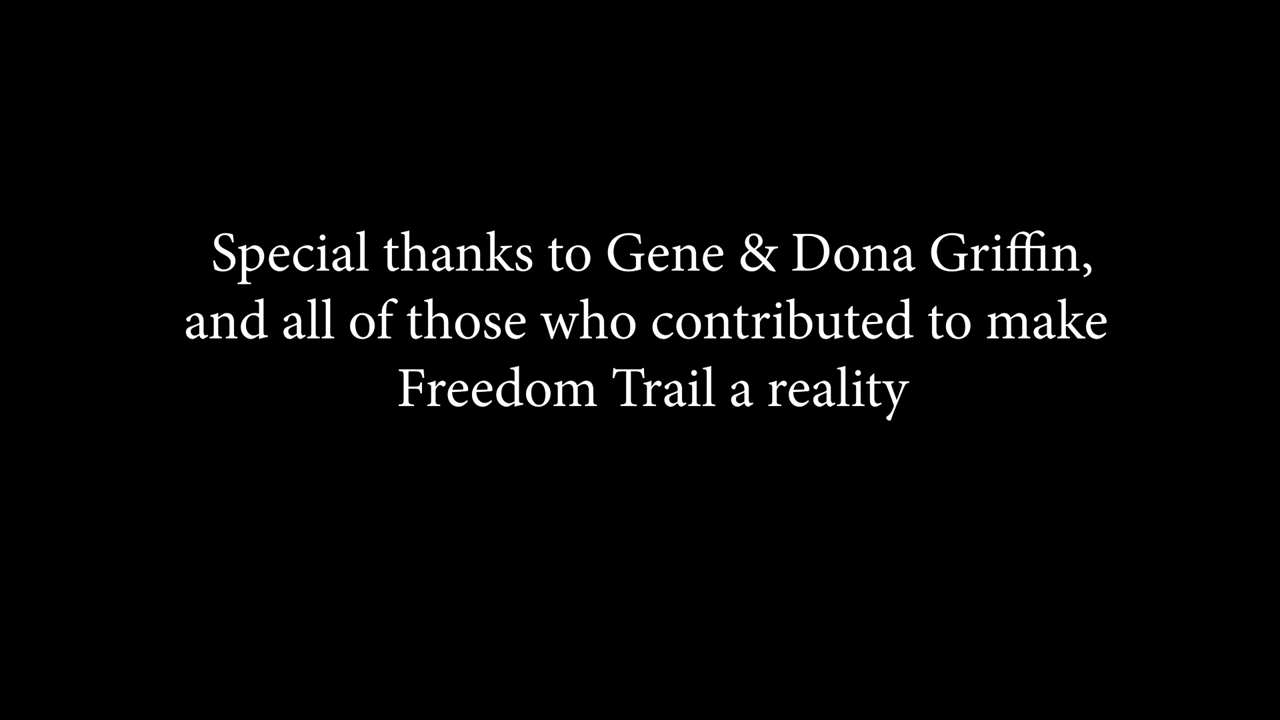 Special thanks to Gene & Dona Griffin,
and all of those who contributed to make
Freedom Trail a reality